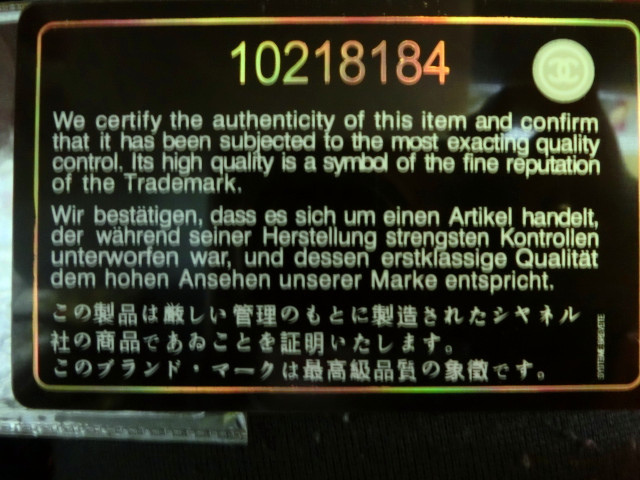 10218184
We certify the authenticity of this item and confirm
that it has been subjected to the most exacting quality
control. Its high quality is a symbol of the fine reputation
of the Trademark.
Wir bestätigen, dass es sich um einen Artikel handelt,
der während seiner Herstellung strengsten Kontrollen
unterworfen war, und dessen erstklassige Qualität
dem hohen Ansehen unserer Marke entspricht.
この製品は厳しい管理のもとに製造されたシヤネル
社の商品であゐことを証明いたします。
このブランド・マークは最高級品質の象徴です。